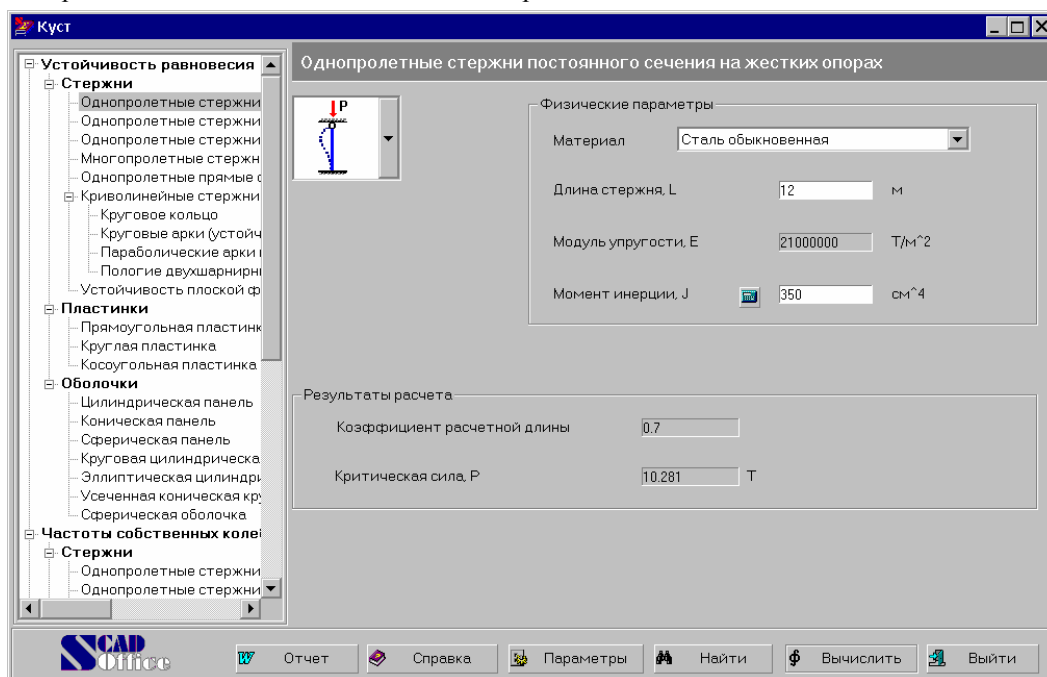 Куст
Устойчивость равновесия
Стержни
Однопролетные стержни
Однопролетные стержни
Однопролетные стержни
Многопролетные стержн
Однопролетные прямые с
Криволинейные стержни
Круговое кольцо
Круговые арки (устойч
Параболические арки
Пологие двухшарнирн
Устойчивость плоской ф
Пластинки
Прямоугольная пластинк
Круглая пластинка
Косоугольная пластинка
Оболочки
Цилиндрическая панель
Коническая панель
Сферическая панель
Круговая цилиндрическа
Эллиптическая цилиндри
Усеченная коническая кру
Сферическая оболочка
Частоты собственных колеб
Стержни
Однопролетные стержни
Однопролетные стержни
Однопролетные стержни постоянного сечения на жестких опорах
P
Физические параметры
Материал Сталь обыкновенная
Длина стержня, L 12 м
Модуль упругости, E 21000000 Т/м^2
Момент инерции, J 350 см^4
Результаты расчета
Коэффициент расчетной длины 0.7
Критическая сила, P 10.281 Т
SCAD Office
Отчет Справка Параметры Найти Вычислить Выйти